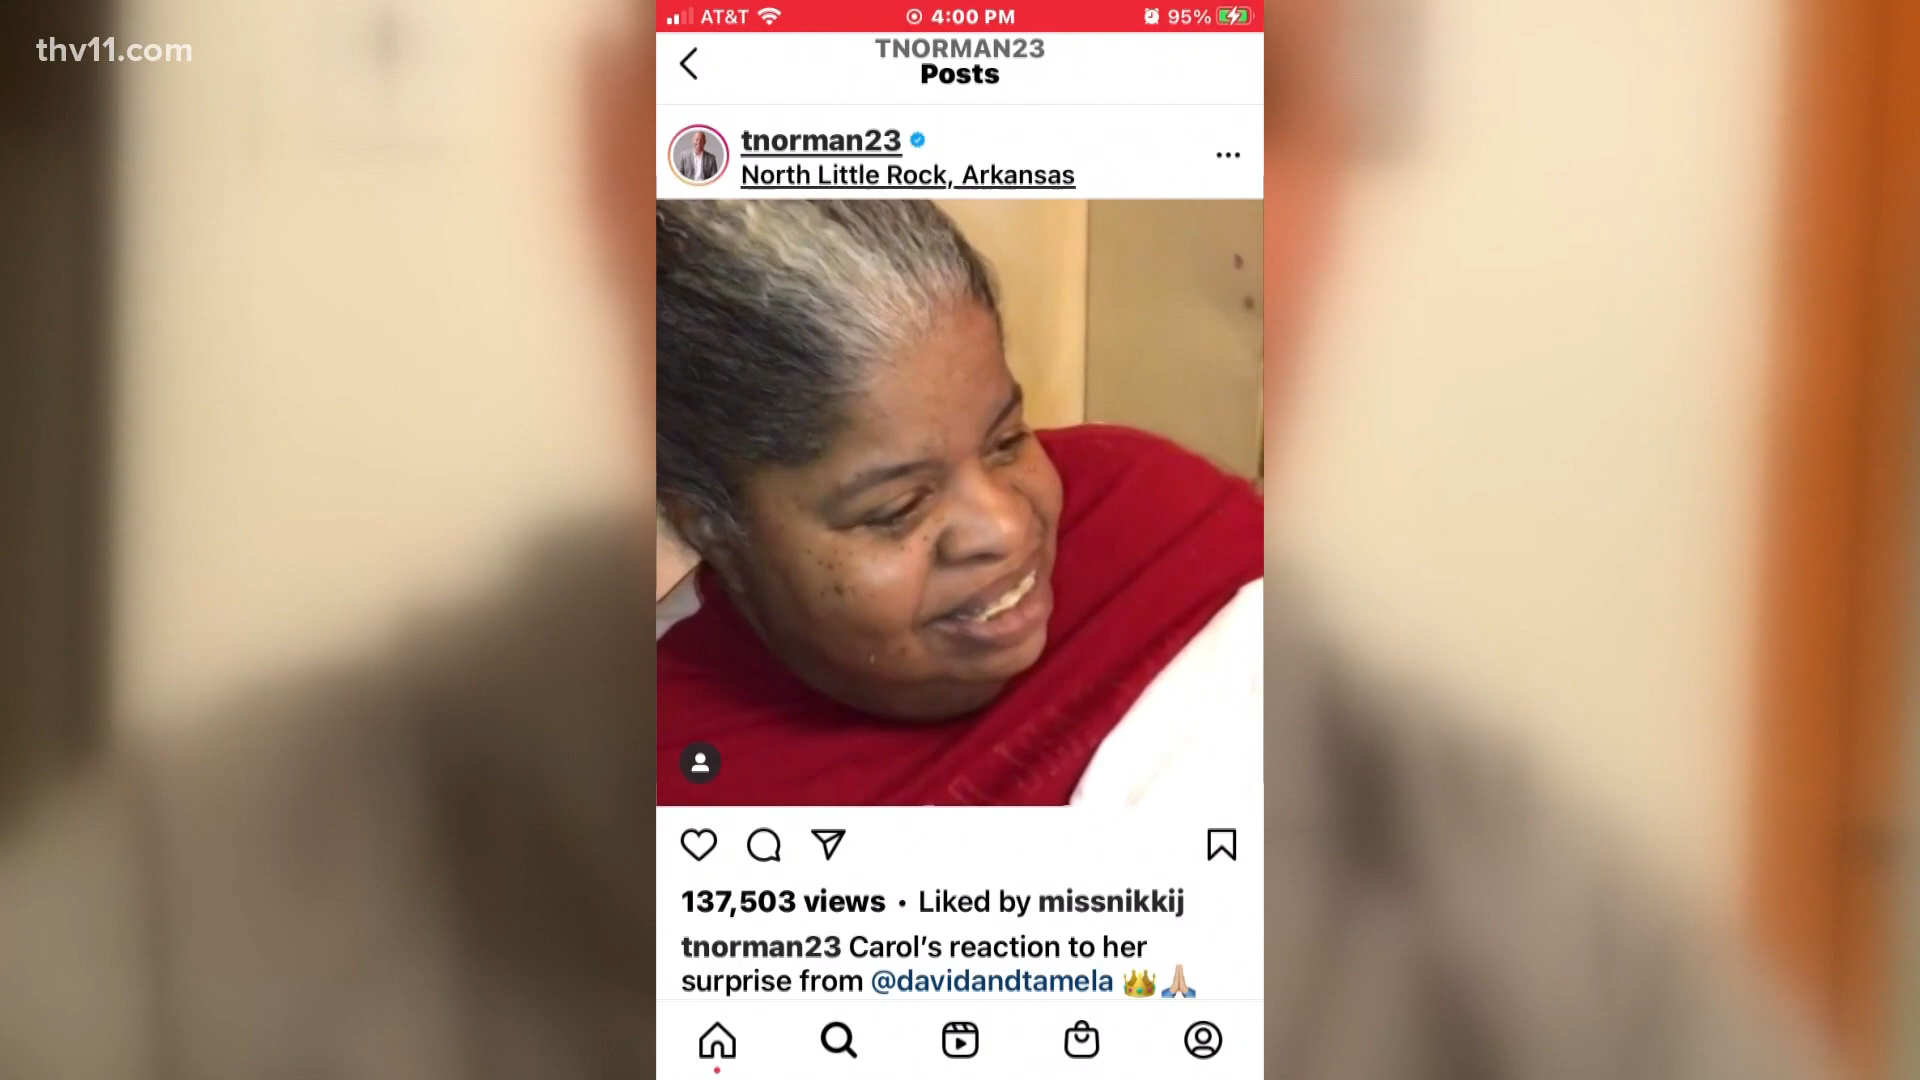 thv11.com
AT&T 4:00 PM 95%
TNORMAN23
Posts
tnorman23
North Little Rock, Arkansas
137,503 views • Liked by missnikkij
tnorman23 Carol’s reaction to her
surprise from @davidandtamela 👑🙏🏼